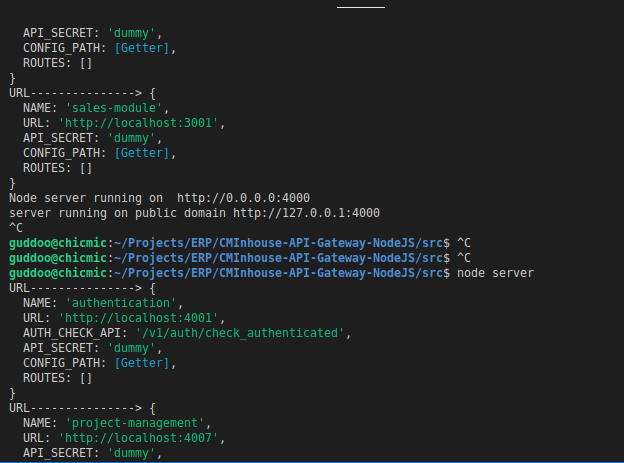 API_SECRET: 'dummy',
  CONFIG_PATH: [Getter],
  ROUTES: []
}
URL---------------> {
  NAME: 'sales-module',
  URL: 'http://localhost:3001',
  API_SECRET: 'dummy',
  CONFIG_PATH: [Getter],
  ROUTES: []
}
Node server running on  http://0.0.0.0:4000
server running on public domain http://127.0.0.1:4000
^C
guddoo@chicmic:~/Projects/ERP/CMInhouse-API-Gateway-NodeJS/src$ ^C
guddoo@chicmic:~/Projects/ERP/CMInhouse-API-Gateway-NodeJS/src$ ^C
guddoo@chicmic:~/Projects/ERP/CMInhouse-API-Gateway-NodeJS/src$ node server
URL---------------> {
  NAME: 'authentication',
  URL: 'http://localhost:4001',
  AUTH_CHECK_API: '/v1/auth/check_authenticated',
  API_SECRET: 'dummy',
  CONFIG_PATH: [Getter],
  ROUTES: []
}
URL---------------> {
  NAME: 'project-management',
  URL: 'http://localhost:4007',
  API_SECRET: 'dummy',